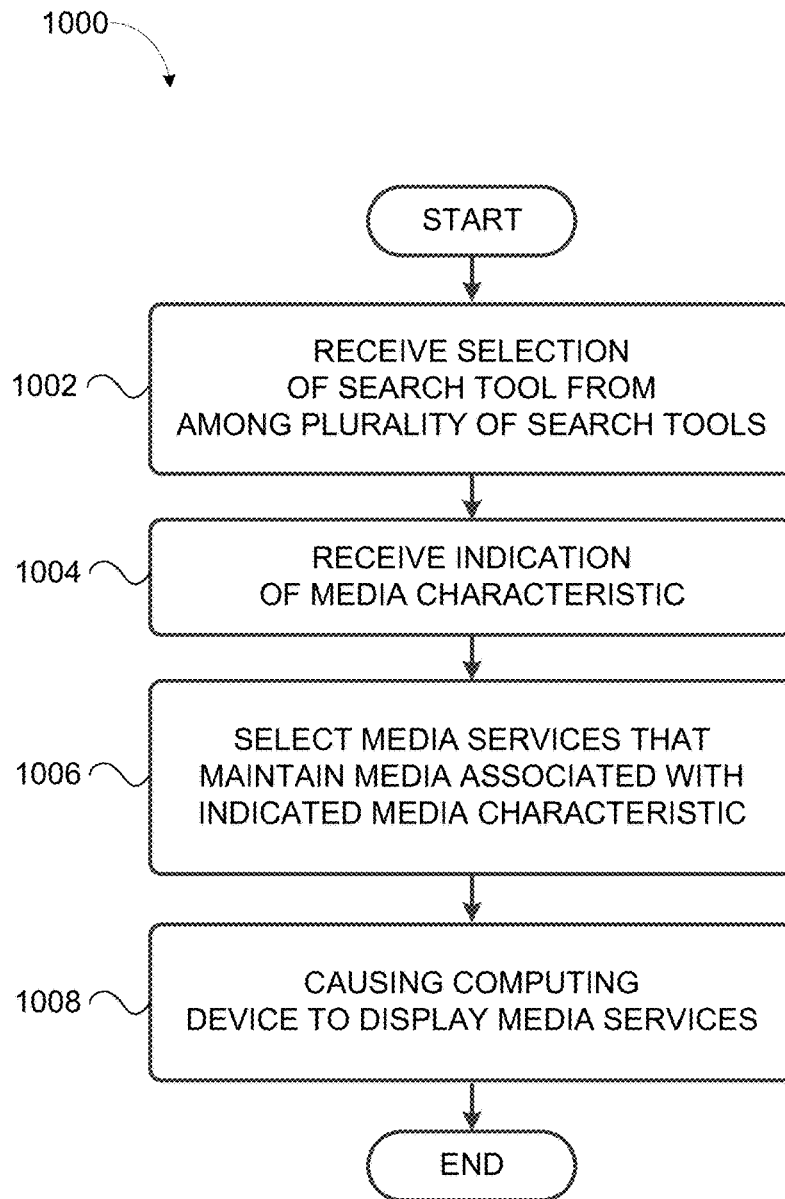 1000
START
1002
RECEIVE SELECTION
OF SEARCH TOOL FROM
AMONG PLURALITY OF SEARCH TOOLS
1004
RECEIVE INDICATION
OF MEDIA CHARACTERISTIC
1006
SELECT MEDIA SERVICES THAT
MAINTAIN MEDIA ASSOCIATED WITH
INDICATED MEDIA CHARACTERISTIC
1008
CAUSING COMPUTING
DEVICE TO DISPLAY MEDIA SERVICES
END